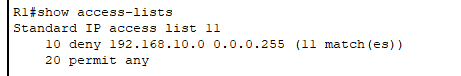 R1#show access-lists
Standard IP access list 11
    10 deny 192.168.10.0 0.0.0.255 (11 match(es))
    20 permit any